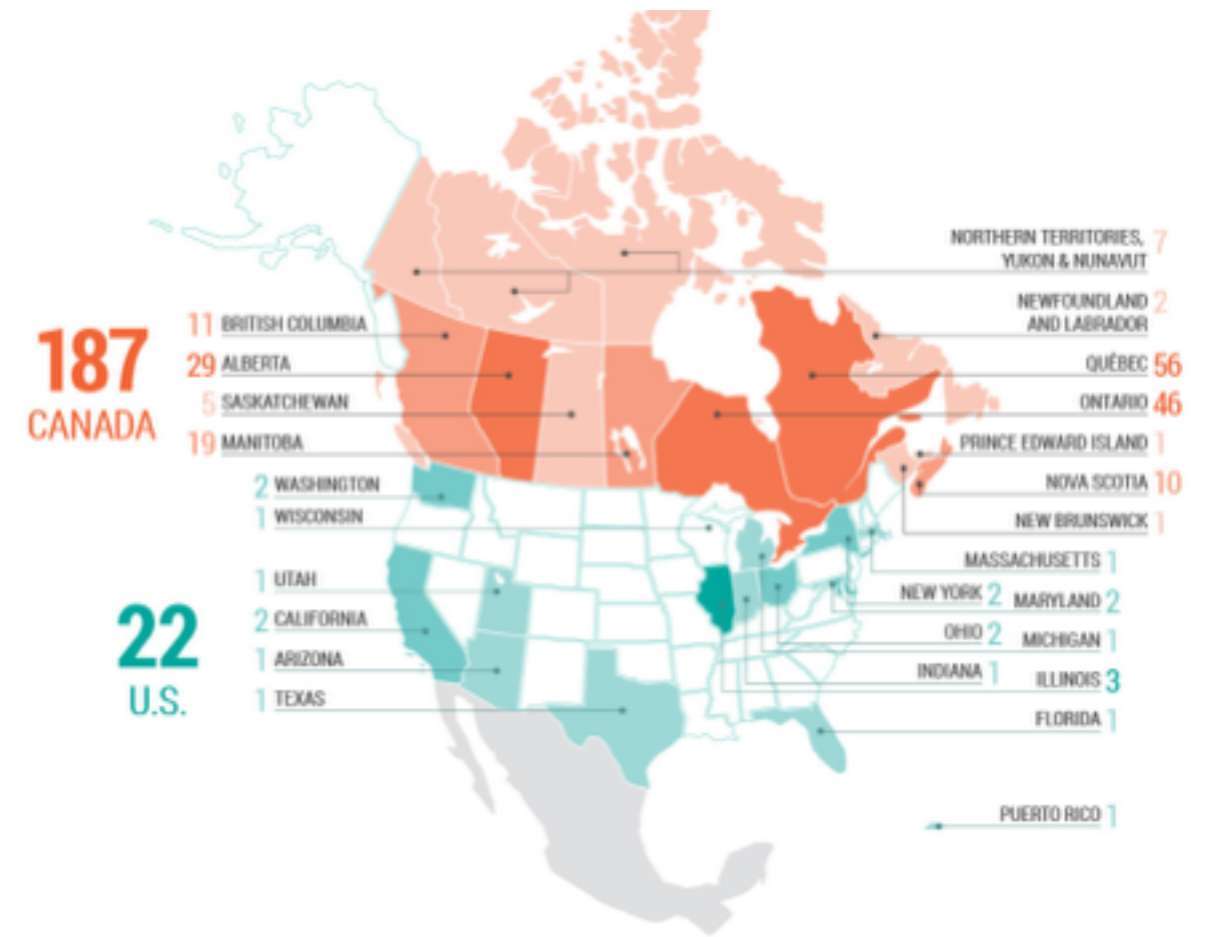 187
CANADA
11 BRITISH COLUMBIA
29 ALBERTA
5 SASKATCHEWAN
19 MANITOBA
NORTHERN TERRITORIES, 7
YUKON & NUNAVUT
NEWFOUNDLAND 2
AND LABRADOR
QUÉBEC 56
ONTARIO 46
PRINCE EDWARD ISLAND 1
NOVA SCOTIA 10
NEW BRUNSWICK 1
22
U.S.
2 WASHINGTON
1 WISCONSIN
1 UTAH
2 CALIFORNIA
1 ARIZONA
1 TEXAS
MASSACHUSETTS 1
NEW YORK 2
MARYLAND 2
OHIO 2
MICHIGAN 1
INDIANA 1
ILLINOIS 3
FLORIDA 1
PUERTO RICO 1